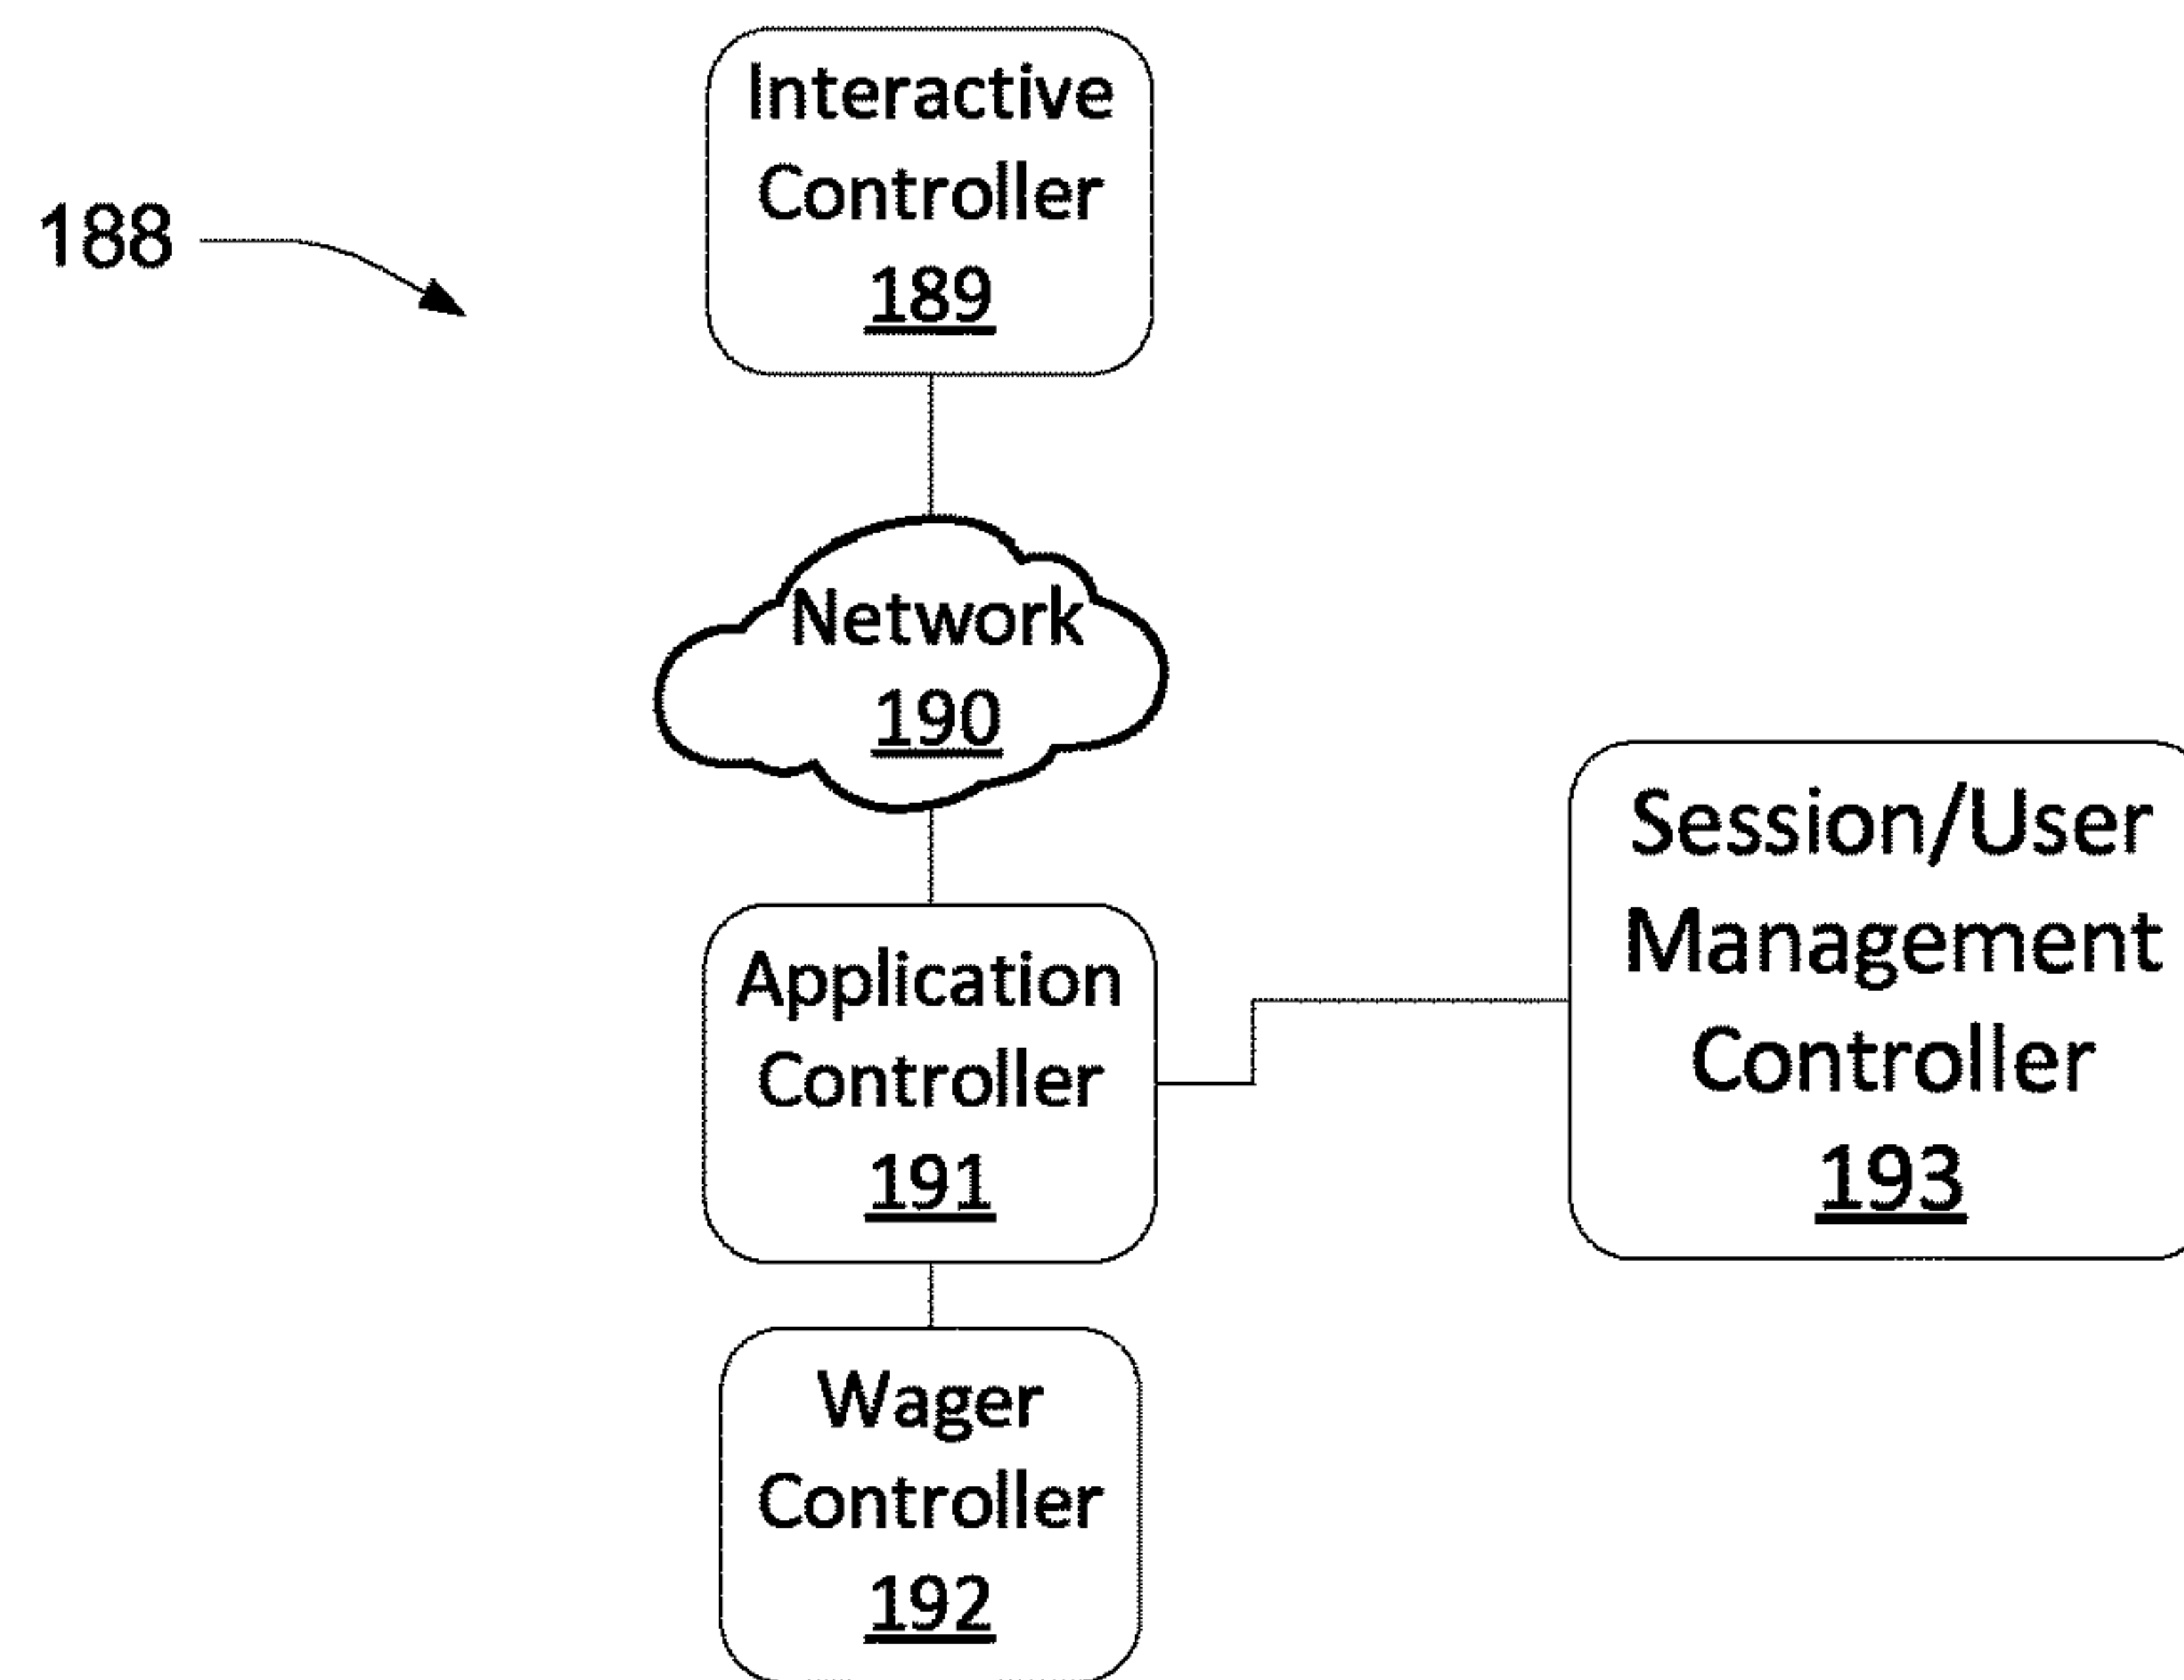 188
Interactive
Controller
189
Network
190
Application
Controller
191
Session/User
Management
Controller
193
Wager
Controller
192